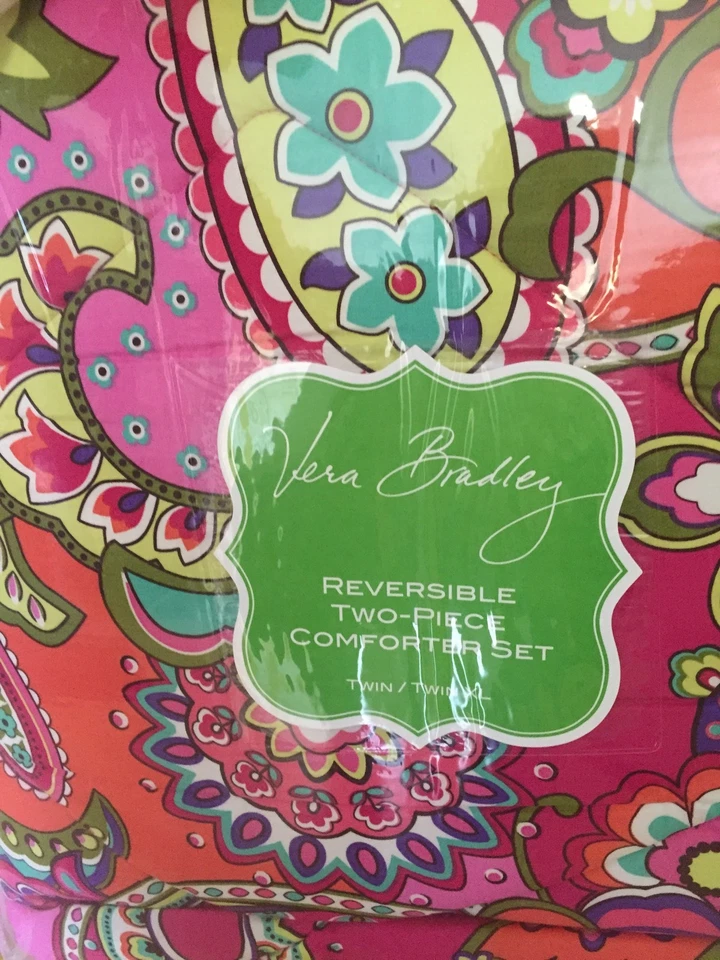 Vera Bradley
REVERSIBLE
TWO-PIECE
COMFORTER SET
TWIN / TWIN XL